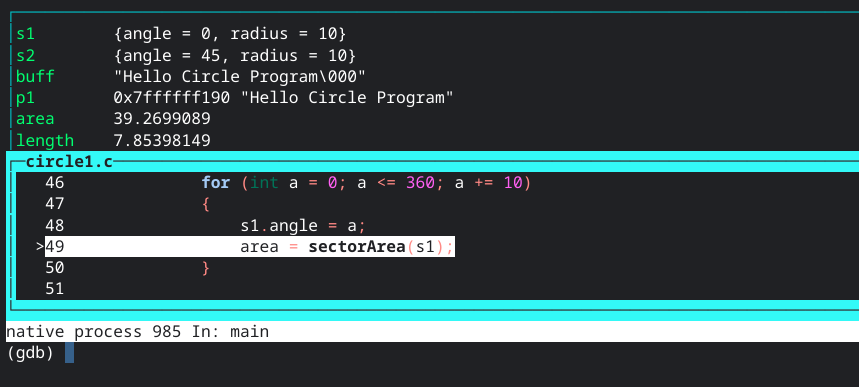 s1        {angle = 0, radius = 10}
s2        {angle = 45, radius = 10}
buff      "Hello Circle Program\000"
p1        0x7ffffff190 "Hello Circle Program"
area      39.2699089
length    7.85398149
circle1.c
46              for (int a = 0; a <= 360; a += 10)
47              {
48                  s1.angle = a;
>49                  area = sectorArea(s1);
50              }
51
native process 985 In: main
(gdb)